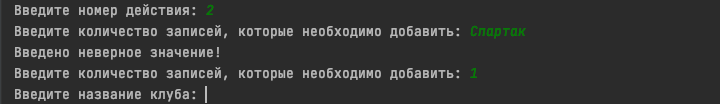 Введите номер действия: 2
Введите количество записей, которые необходимо добавить: Спартак
Введено неверное значение!
Введите количество записей, которые необходимо добавить: 1
Введите название клуба: